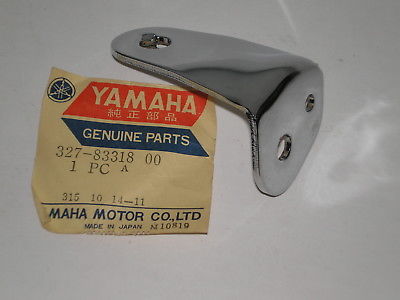 YAMAHA
純正部品
GENUINE PARTS
327-83318 00
1 PC A
315 10 14-11
MAHA MOTOR CO.,LTD
MADE IN JAPAN M10819